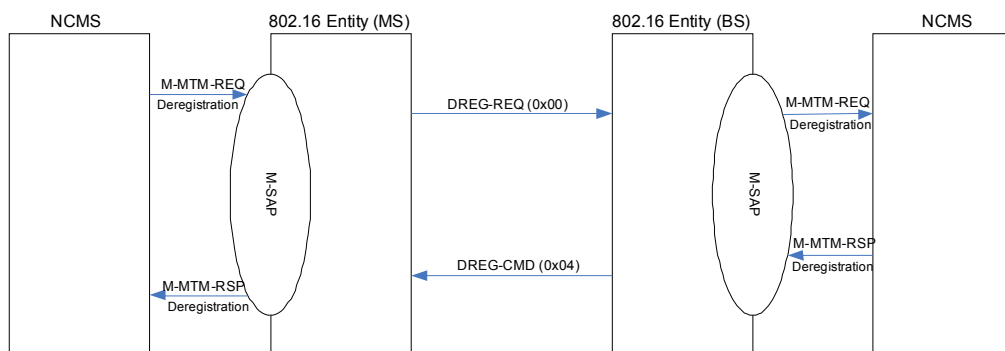 NCMS
802.16 Entity (MS)
802.16 Entity (BS)
NCMS
M-MTM-REQ
Deregistration
DREG-REQ (0x00)
M-MTM-REQ
Deregistration
M-SAP
M-SAP
M-MTM-RSP
Deregistration
DREG-CMD (0x04)
M-MTM-RSP
Deregistration